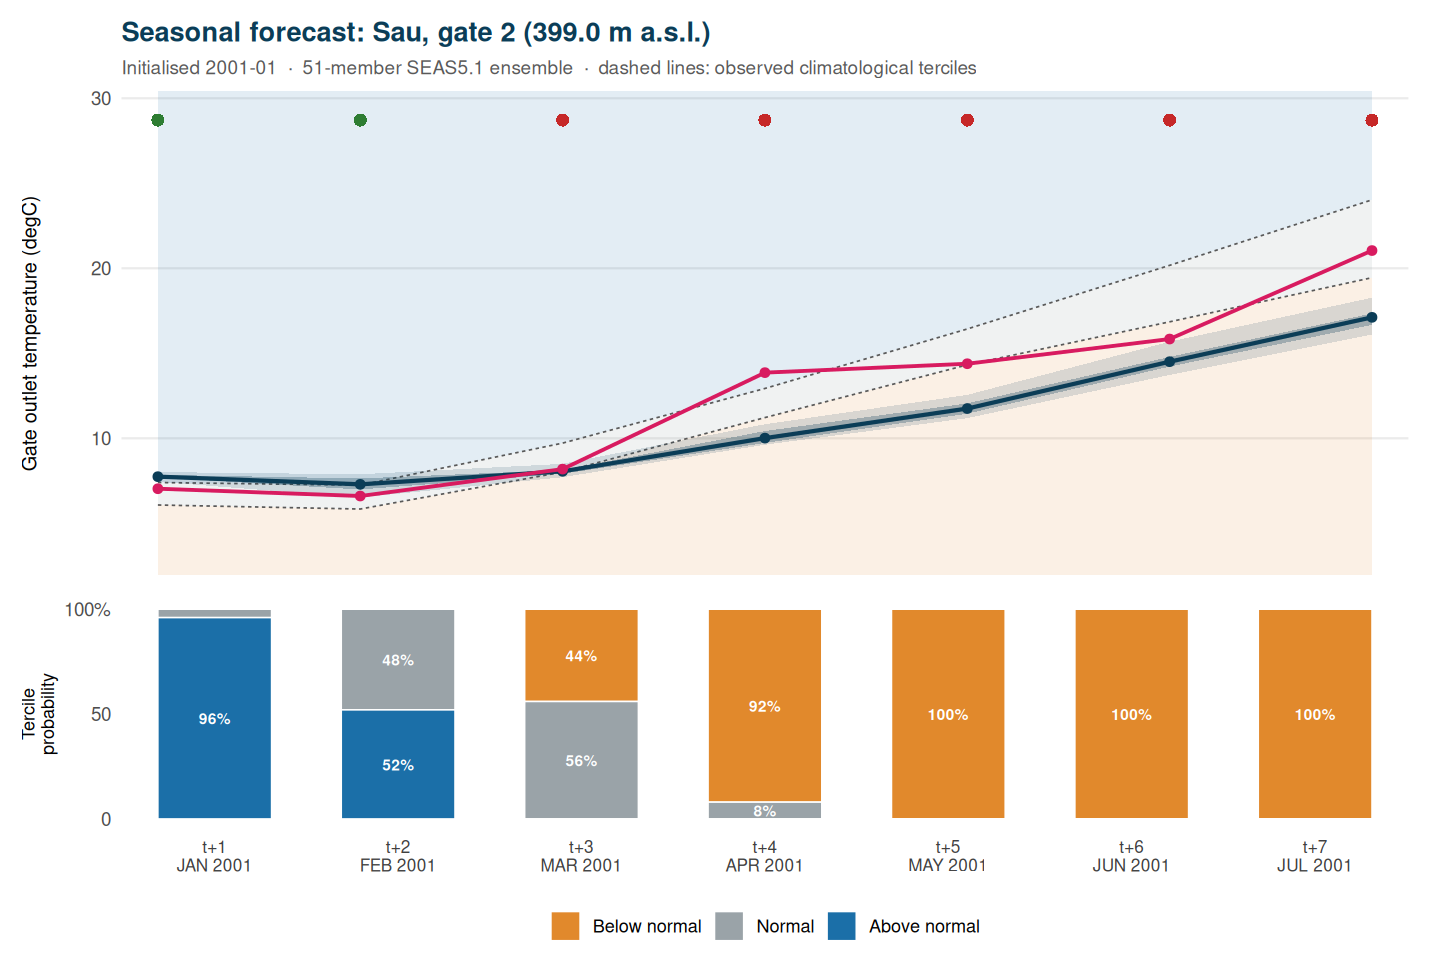 Seasonal forecast: Sau, gate 2 (399.0 m a.s.l.)
Initialised 2001-01 · 51-member SEAS5.1 ensemble · dashed lines: observed climatological terciles
Gate outlet temperature (degC)
30
20
10
Tercile
probability
100%
50
0
96%
48%
52%
44%
56%
92%
8%
100%
100%
100%
t+1
JAN 2001
t+2
FEB 2001
t+3
MAR 2001
t+4
APR 2001
t+5
MAY 2001
t+6
JUN 2001
t+7
JUL 2001
Below normal
Normal
Above normal